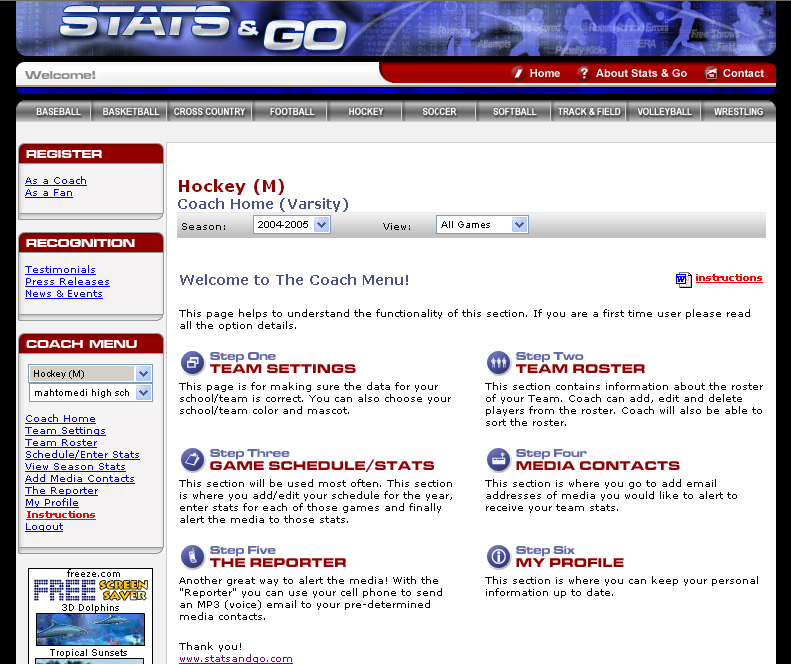 STATS & GO
Goals Scored
Runs Hits and Errors
Free Throws
Attempts
Penalty Kicks
ERA
Field goals
Welcome!
Home
About Stats & Go
Contact
BASEBALL
BASKETBALL
CROSS COUNTRY
FOOTBALL
HOCKEY
SOCCER
SOFTBALL
TRACK & FIELD
VOLLEYBALL
WRESTLING
REGISTER
As a Coach
As a Fan
RECOGNITION
Testimonials
Press Releases
News & Events
COACH MENU
Hockey (M)
mahtomedi high sch
Coach Home
Team Settings
Team Roster
Schedule/Enter Stats
View Season Stats
Add Media Contacts
The Reporter
My Profile
Instructions
Logout
freeze.com
FREE SCREEN
SAVER
3D Dolphins
Tropical Sunsets
Hockey (M)
Coach Home (Varsity)
Season:
2004-2005
View:
All Games
Welcome to The Coach Menu!
instructions
This page helps to understand the functionality of this section. If you are a first time user please read
all the option details.
Step One
TEAM SETTINGS
This page is for making sure the data for your
school/team is correct. You can also choose your
school/team color and mascot.
Step Two
TEAM ROSTER
This section contains information about the roster
of your Team. Coach can add, edit and delete
players from the roster. Coach will also be able to
sort the roster.
Step Three
GAME SCHEDULE/STATS
This section will be used most often. This section
is where you add/edit your schedule for the year,
enter stats for each of those games and finally
alert the media to those stats.
Step Four
MEDIA CONTACTS
This section is where you go to add email
addresses of media you would like to alert to
receive your team stats.
Step Five
THE REPORTER
Another great way to alert the media! With the
"Reporter" you can use your cell phone to send
an MP3 (voice) email to your pre-determined
media contacts.
Step Six
MY PROFILE
This section is where you can keep your personal
information up to date.
Thank you!
www.statsandgo.com